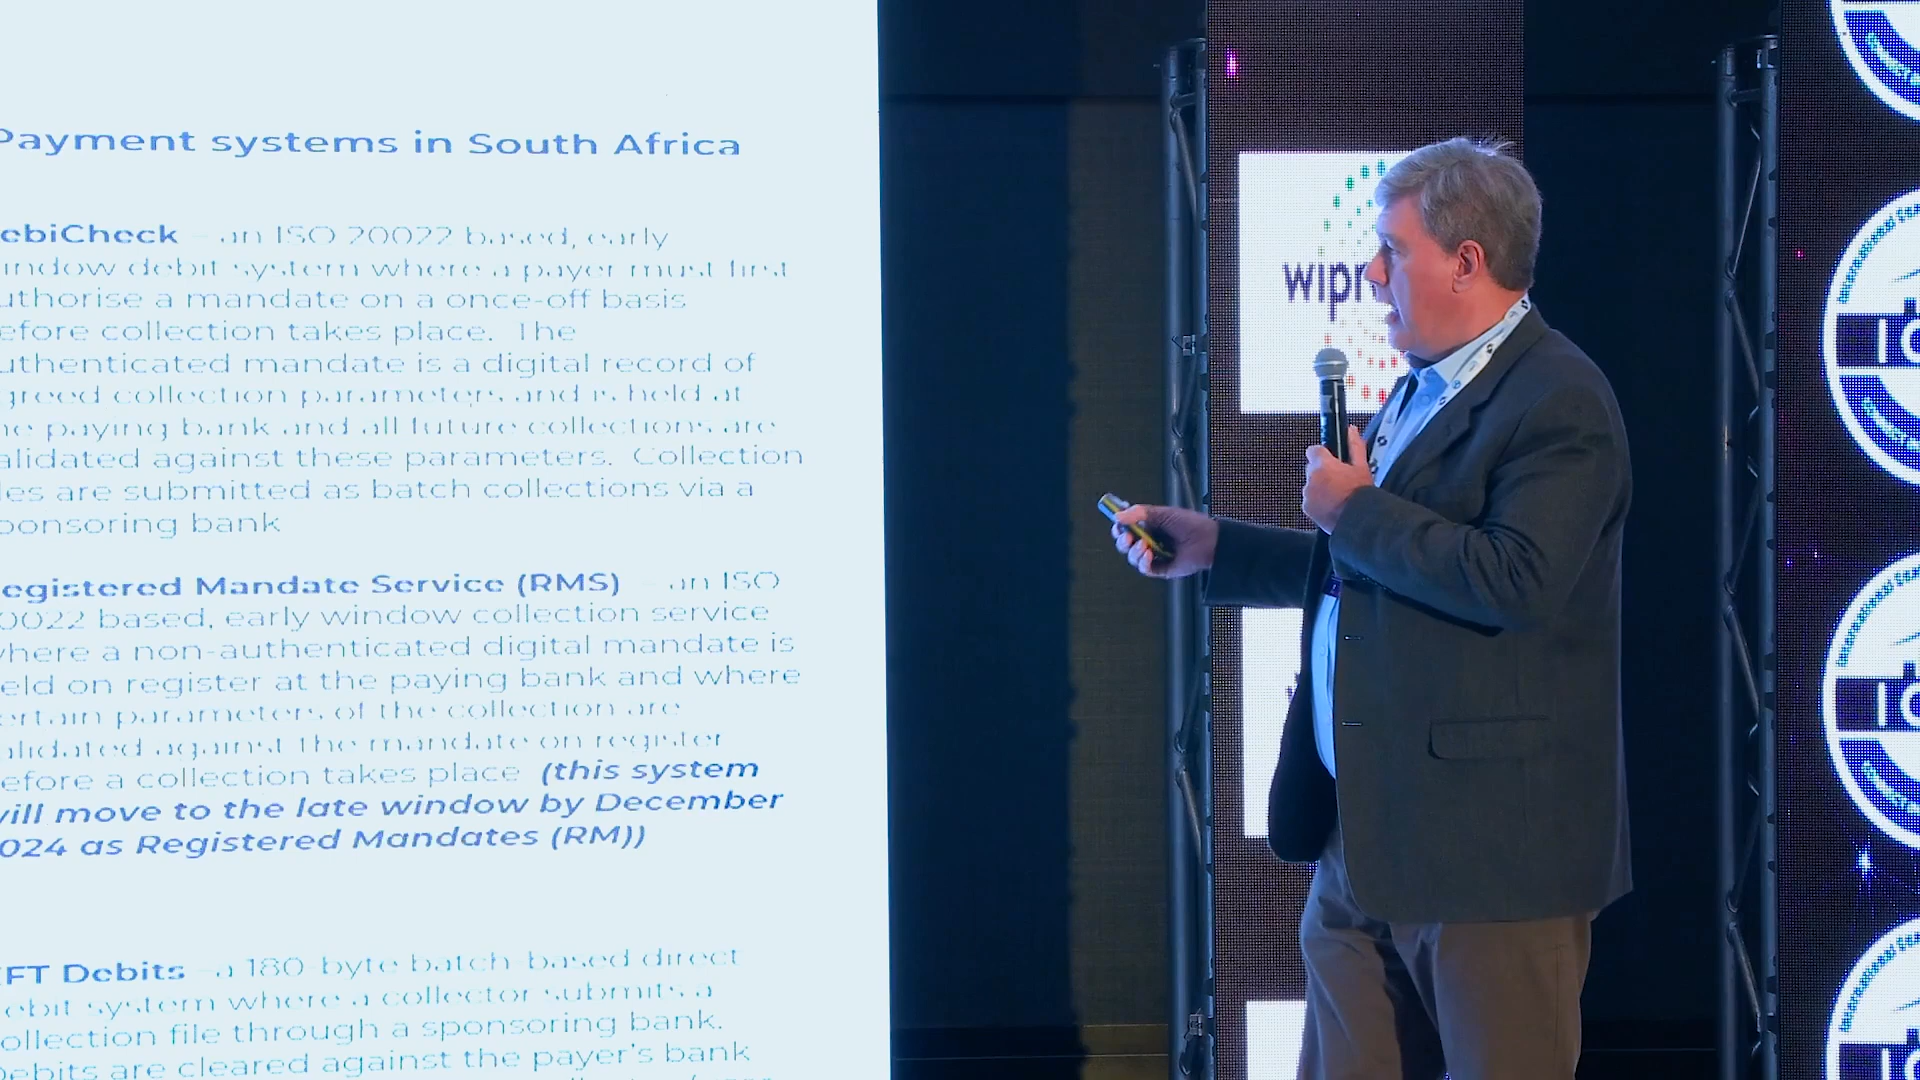 Payment systems in South Africa
ebiCheck – an ISO 20022 based, early
indow debit system where a payer must first
uthorise a mandate on a once-off basis
efore collection takes place. The
uthenticated mandate is a digital record of
greed collection parameters and is held at
he paying bank and all future collections are
alidated against these parameters. Collection
les are submitted as batch collections via a
ponsoring bank
egistered Mandate Service (RMS) – an ISO
0022 based, early window collection service
where a non-authenticated digital mandate is
eld on register at the paying bank and where
ertain parameters of the collection are
alidated against the mandate on register
efore a collection takes place (this system
will move to the late window by December
024 as Registered Mandates (RM))
EFT Debits – a 180-byte batch based direct
ebit system where a collector submits a
ollection file through a sponsoring bank.
Debits are cleared against the payer's bank
wipr